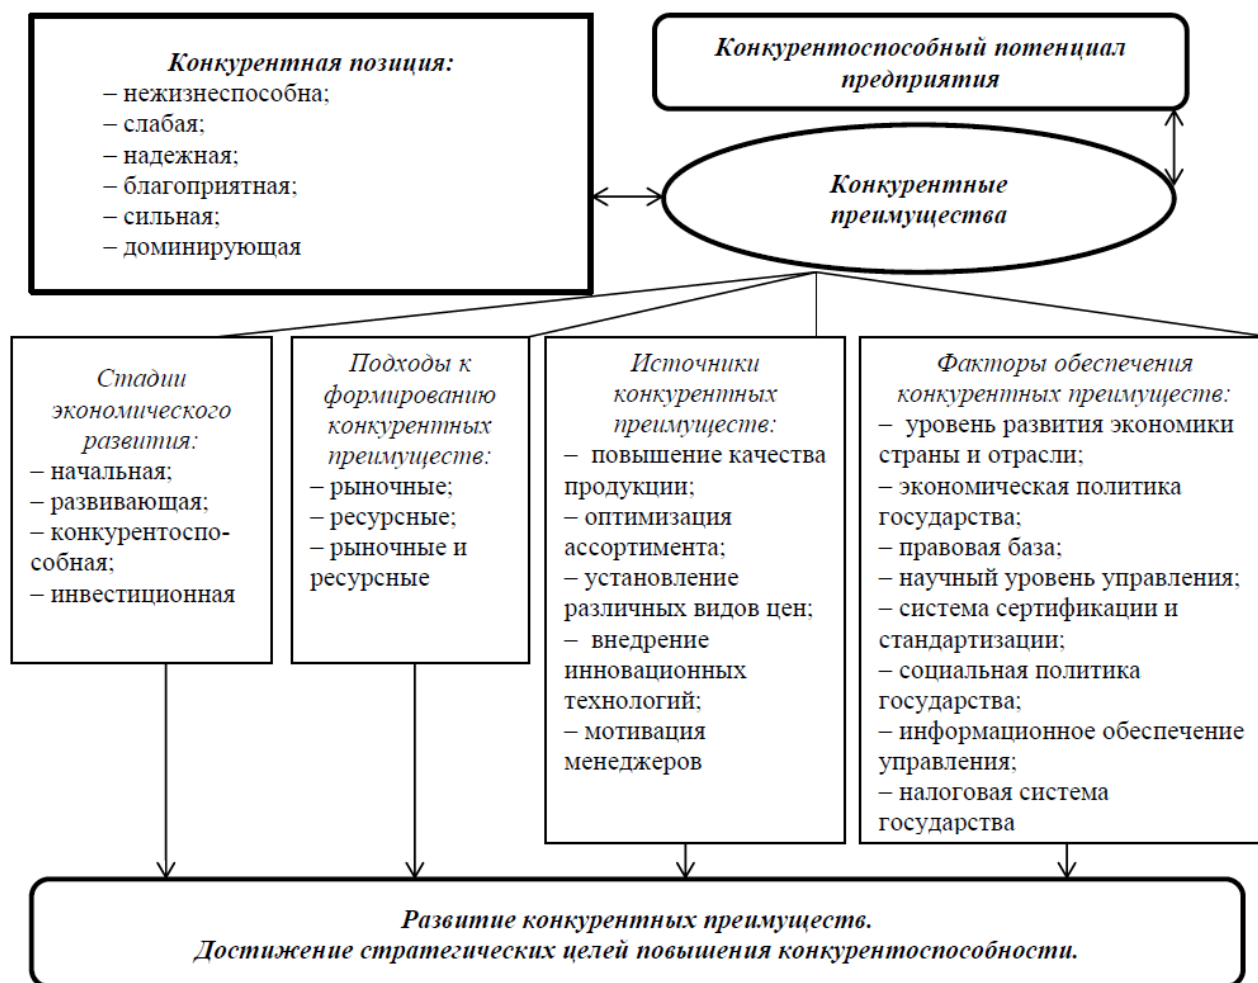 Конкурентная позиция:
– нежизнеспособна;
– слабая;
– надежная;
– благоприятная;
– сильная;
– доминирующая
Конкурентоспособный потенциал
предприятия
Конкурентные
преимущества
Стадии
экономического
развития:
– начальная;
– развивающая;
– конкурентоспо-
собная;
– инвестиционная
Подходы к
формированию
конкурентных
преимуществ:
– рыночные;
– ресурсные;
– рыночные и
ресурсные
Источники
конкурентных
преимуществ:
– повышение качества
продукции;
– оптимизация
ассортимента;
– установление
различных видов цен;
– внедрение
инновационных
технологий;
– мотивация
менеджеров
Факторы обеспечения
конкурентных преимуществ:
– уровень развития экономики
страны и отрасли;
– экономическая политика
государства;
– правовая база;
– научный уровень управления;
– система сертификации и
стандартизации;
– социальная политика
государства;
– информационное обеспечение
управления;
– налоговая система
государства
Развитие конкурентных преимуществ.
Достижение стратегических целей повышения конкурентоспособности.